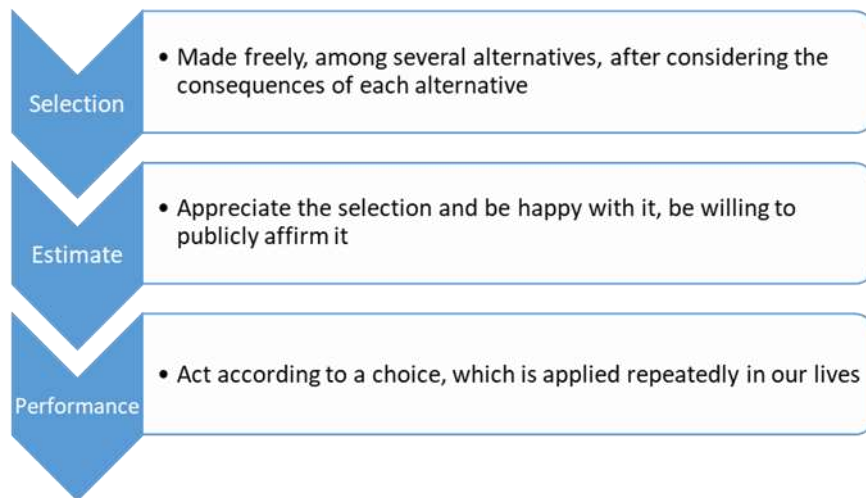 Selection
• Made freely, among several alternatives, after considering the
consequences of each alternative
Estimate
• Appreciate the selection and be happy with it, be willing to
publicly affirm it
Performance
• Act according to a choice, which is applied repeatedly in our lives